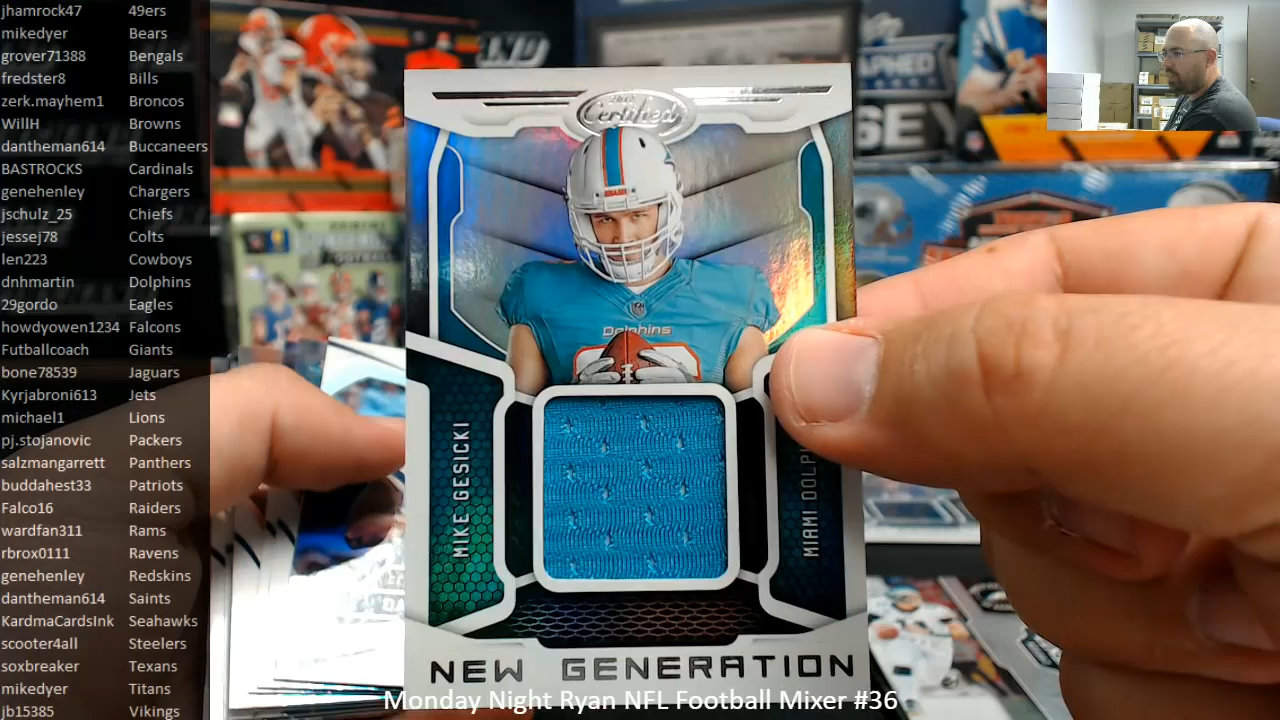 jhamrock47 49ers
mikedyer Bears
grover71388 Bengals
fredster8 Bills
zerk.mayhem1 Broncos
WillH Browns
dantheman614 Buccaneers
BASTROCKS Cardinals
genehenley Chargers
jschulz_25 Chiefs
jessej78 Colts
len223 Cowboys
dnhmartin Dolphins
29gordo Eagles
howdyowen1234 Falcons
Futballcoach Giants
bone78539 Jaguars
Kyrjabroni613 Jets
michael1 Lions
pj.stojanovic Packers
salzmangarrett Panthers
buddahest33 Patriots
Falco16 Raiders
wardfan311 Rams
rbrox0111 Ravens
genehenley Redskins
dantheman614 Saints
KardmaCardsInk Seahawks
scooter4all Steelers
soxbreaker Texans
mikedyer Titans
jb15385 Vikings
Certified
Dolphins
MIKE GESICKI
MIAMI DOLPH
NEW GENERATION
Monday Night Ryan NFL Football Mixer #36